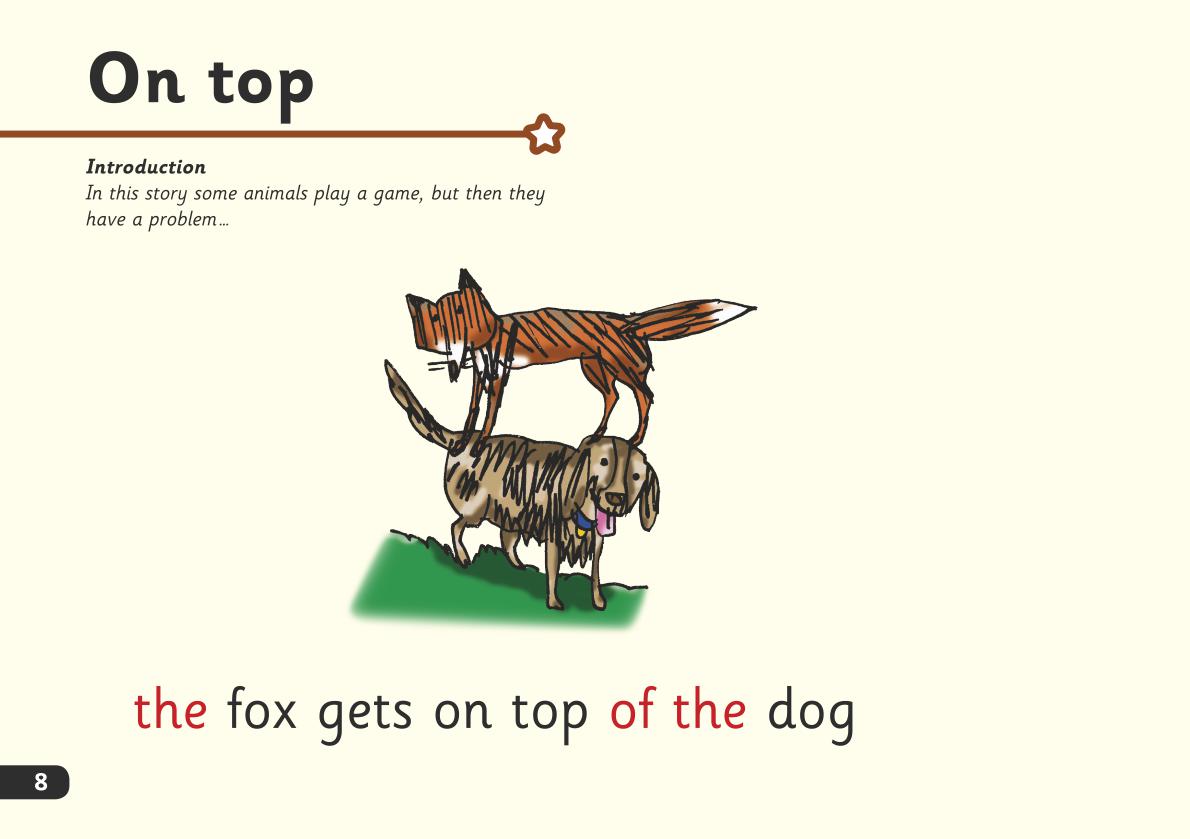 On top
Introduction
In this story some animals play a game, but then they
have a problem...
the fox gets on top of the dog
8